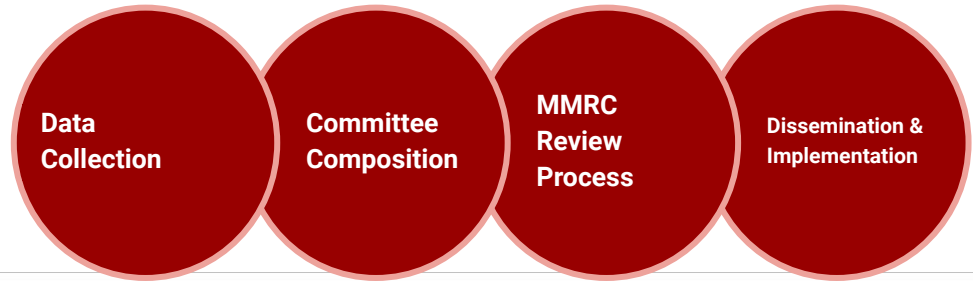 Data
Collection
Committee
Composition
MMRC
Review
Process
Dissemination &
Implementation